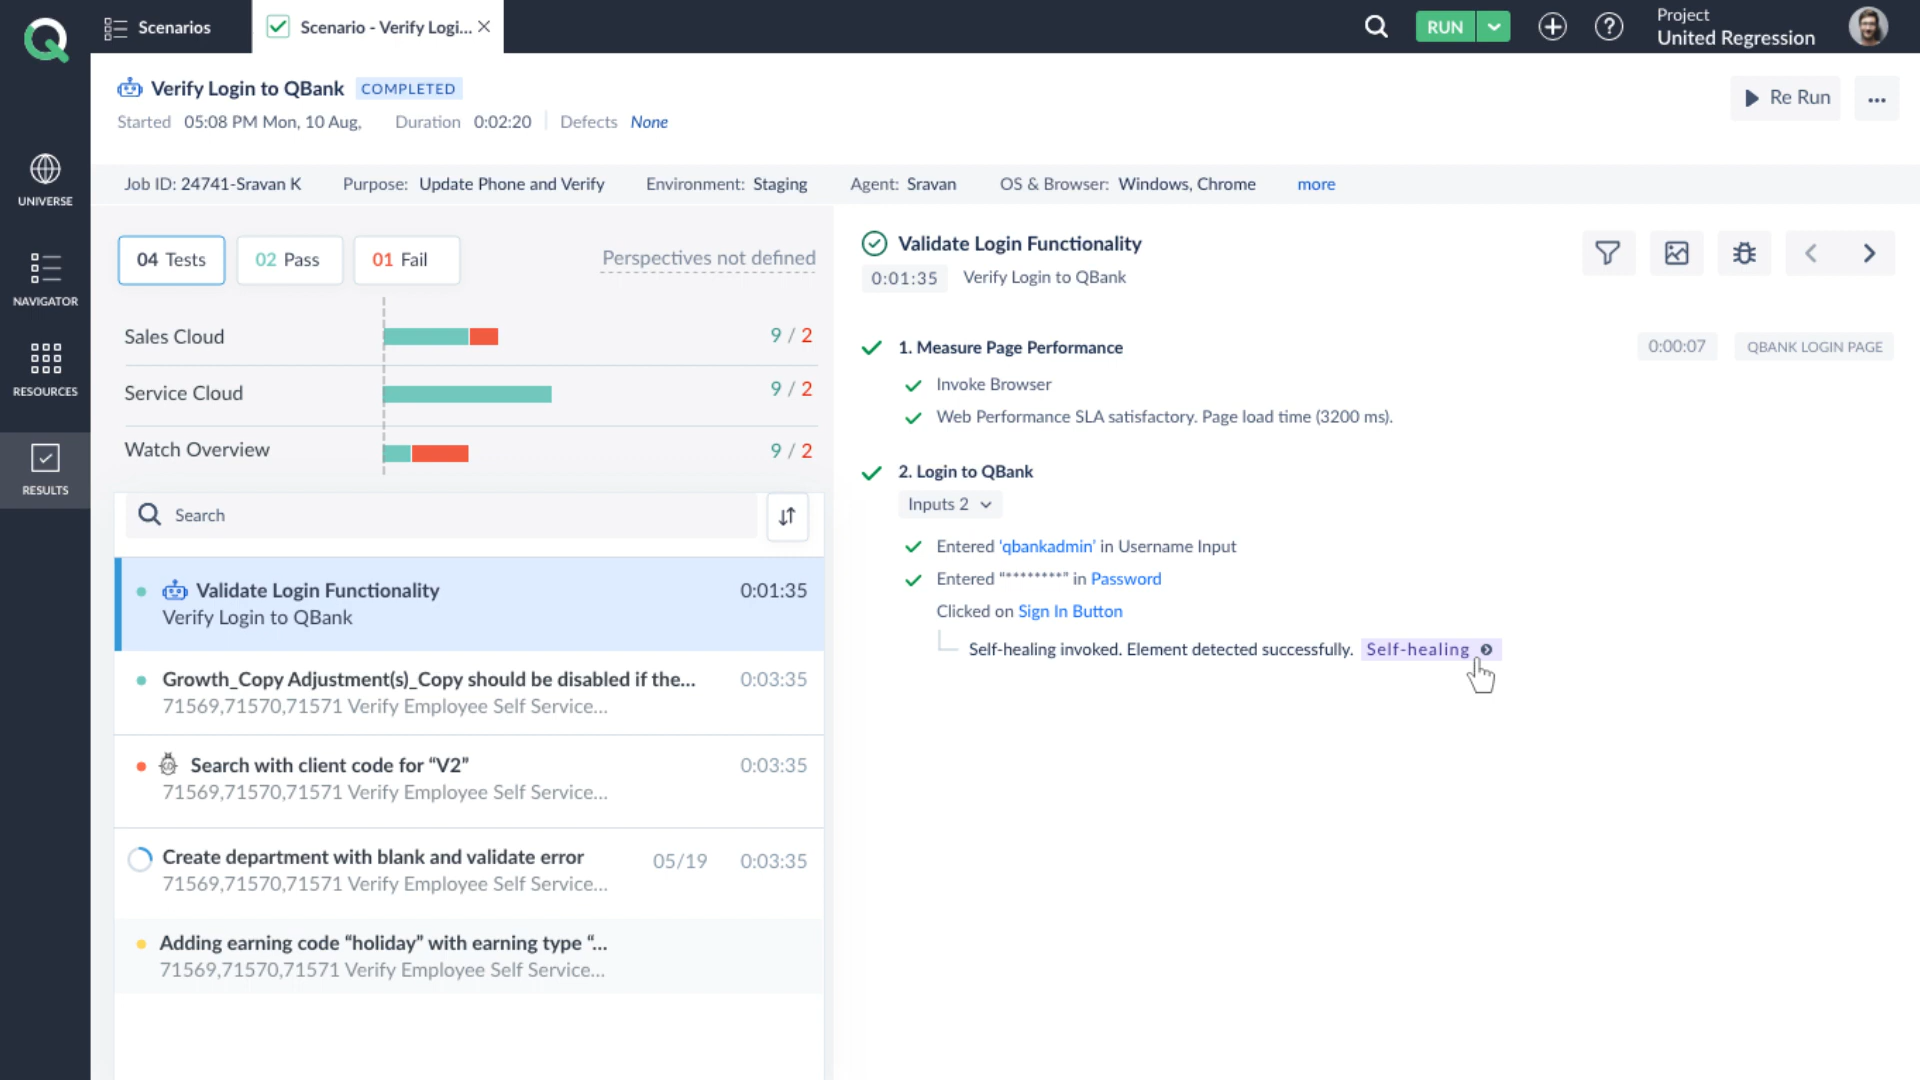 Scenarios
Scenario - Verify Logi...
RUN
Project
United Regression
UNIVERSE
NAVIGATOR
RESOURCES
RESULTS
Verify Login to QBank COMPLETED
Started 05:08 PM Mon, 10 Aug, Duration 0:02:20 Defects None
Re Run
Job ID: 24741-Sravan K Purpose: Update Phone and Verify Environment: Staging Agent: Sravan OS & Browser: Windows, Chrome more
04 Tests 02 Pass 01 Fail Perspectives not defined
Sales Cloud 9 / 2
Service Cloud 9 / 2
Watch Overview 9 / 2
Search
Validate Login Functionality 0:01:35
Verify Login to QBank
Growth_Copy Adjustment(s)_Copy should be disabled if the... 0:03:35
71569,71570,71571 Verify Employee Self Service...
Search with client code for “V2” 0:03:35
71569,71570,71571 Verify Employee Self Service...
Create department with blank and validate error 05/19 0:03:35
71569,71570,71571 Verify Employee Self Service...
Adding earning code “holiday” with earning type “...
71569,71570,71571 Verify Employee Self Service...
Validate Login Functionality
0:01:35 Verify Login to QBank
1. Measure Page Performance 0:00:07 QBANK LOGIN PAGE
Invoke Browser
Web Performance SLA satisfactory. Page load time (3200 ms).
2. Login to QBank
Inputs 2
Entered ‘qbankadmin’ in Username Input
Entered “********” in Password
Clicked on Sign In Button
Self-healing invoked. Element detected successfully. Self-healing